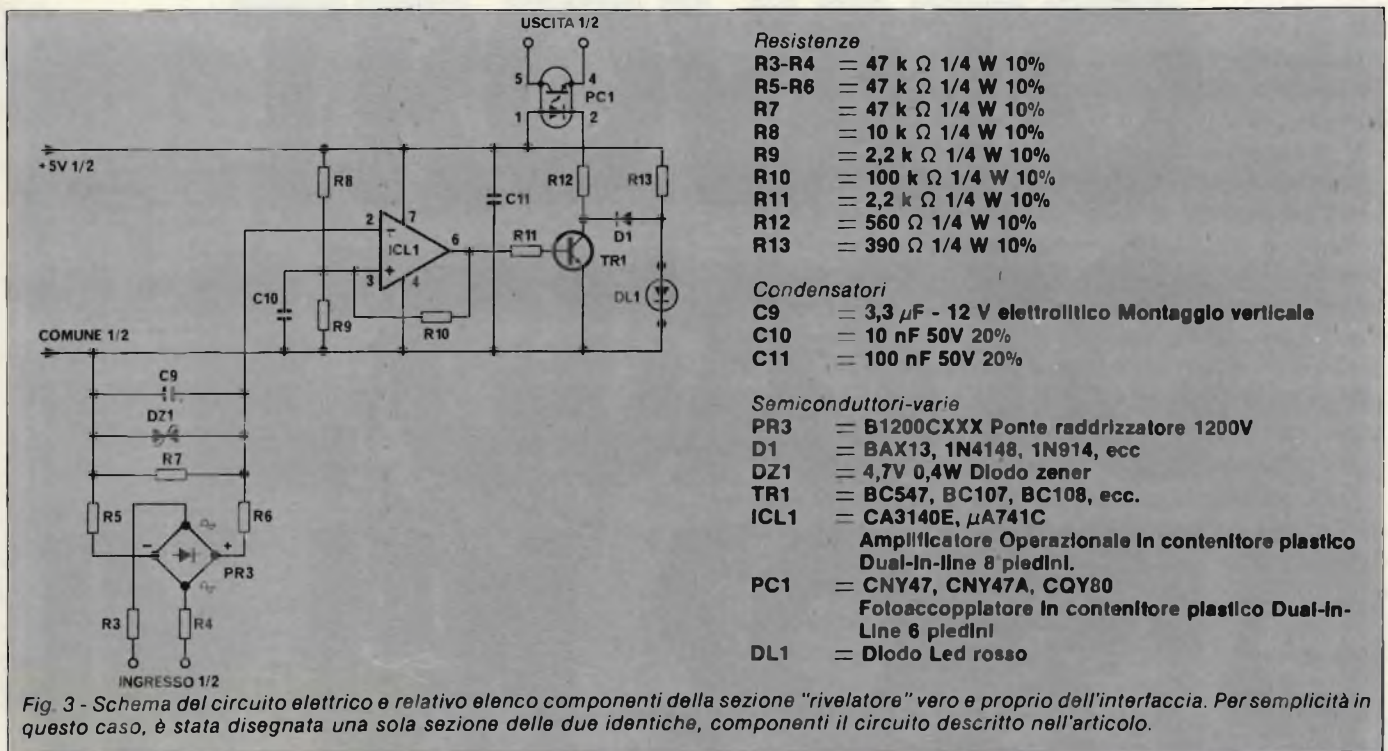 USCITA 1/2
5
4
PC1
1
2
+5V 1/2
R8
R12
R13
C11
2
7
D1
ICL1
6
R11
TR1
3
4
DL1
C10
R9
R10
COMUNE 1/2
C9
DZ1
R7
R5
R6
PR3
R3
R4
INGRESSO 1/2
Resistenze
R3-R4 = 47 k Ω 1/4 W 10%
R5-R6 = 47 k Ω 1/4 W 10%
R7 = 47 k Ω 1/4 W 10%
R8 = 10 k Ω 1/4 W 10%
R9 = 2,2 k Ω 1/4 W 10%
R10 = 100 k Ω 1/4 W 10%
R11 = 2,2 k Ω 1/4 W 10%
R12 = 560 Ω 1/4 W 10%
R13 = 390 Ω 1/4 W 10%
Condensatori
C9 = 3,3 µF - 12 V elettrolitico Montaggio verticale
C10 = 10 nF 50V 20%
C11 = 100 nF 50V 20%
Semiconduttori-varie
PR3 = B1200CXXX Ponte raddrizzatore 1200V
D1 = BAX13, 1N4148, 1N914, ecc
DZ1 = 4,7V 0,4W Diodo zener
TR1 = BC547, BC107, BC108, ecc.
ICL1 = CA3140E, µA741C
Amplificatore Operazionale in contenitore plastico
Dual-in-line 8 piedini.
PC1 = CNY47, CNY47A, CQY80
Fotoaccoppiatore in contenitore plastico Dual-in-
Line 6 piedini
DL1 = Diodo Led rosso
Fig. 3 - Schema del circuito elettrico e relativo elenco componenti della sezione "rivelatore" vero e proprio dell'interfaccia. Per semplicità in
questo caso, è stata disegnata una sola sezione delle due identiche, componenti il circuito descritto nell'articolo.